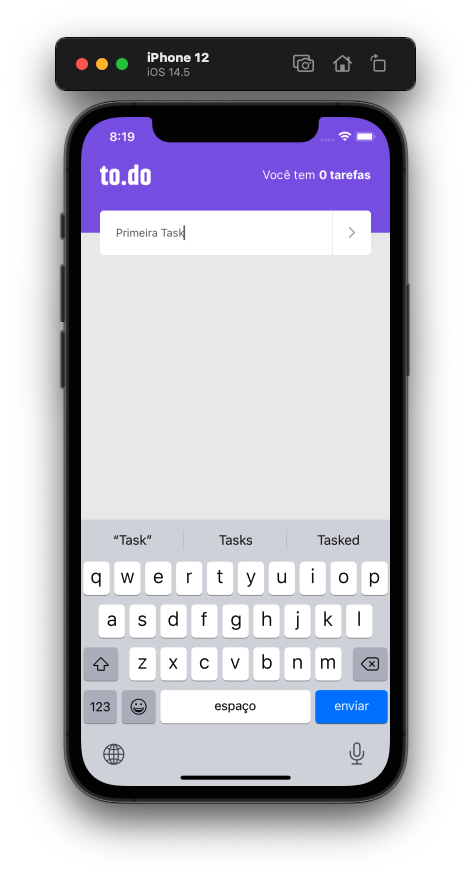 iPhone 12
iOS 14.5
8:19
to.do
Você tem 0 tarefas
Primeira Task
“Task” Tasks Tasked
q w e r t y u i o p
a s d f g h j k l
z x c v b n m
123 espaço enviar